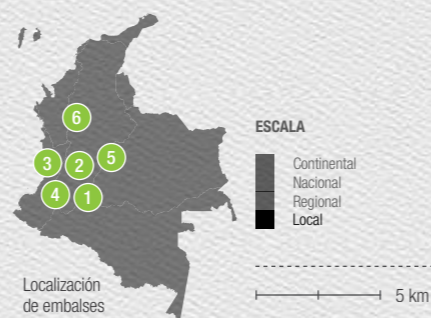 6
3
2
5
4
1
Localización
de embalses
ESCALA
Continental
Nacional
Regional
Local
5 km